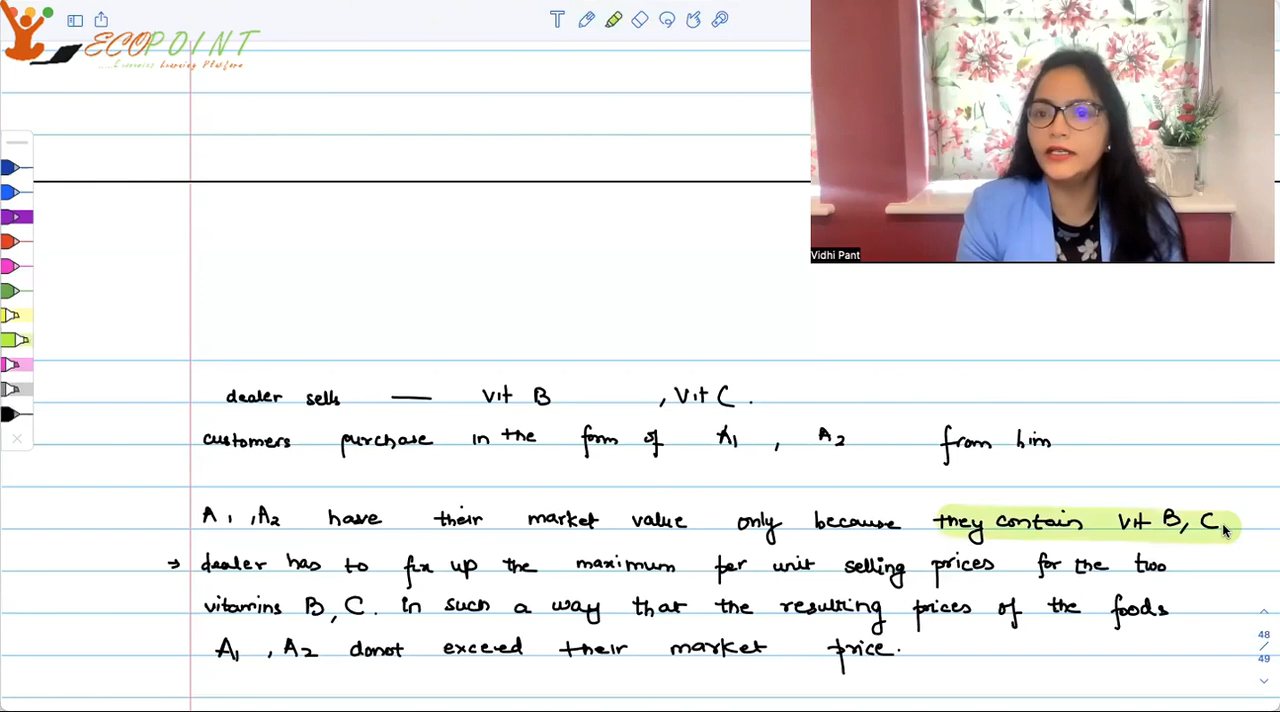 ECOPOINT
...Economics Learning Platform
Vidhi Pant
dealer sells — Vit B , Vit C .
customers purchase in the form of A1 , A2 from him
A1 , A2 have their market value only because they contain Vit B, C.
→ dealer has to fix up the maximum per unit selling prices for the two
vitamins B, C. In such a way that the resulting prices of the foods
A1 , A2 donot exceed their market price.
48
/
49